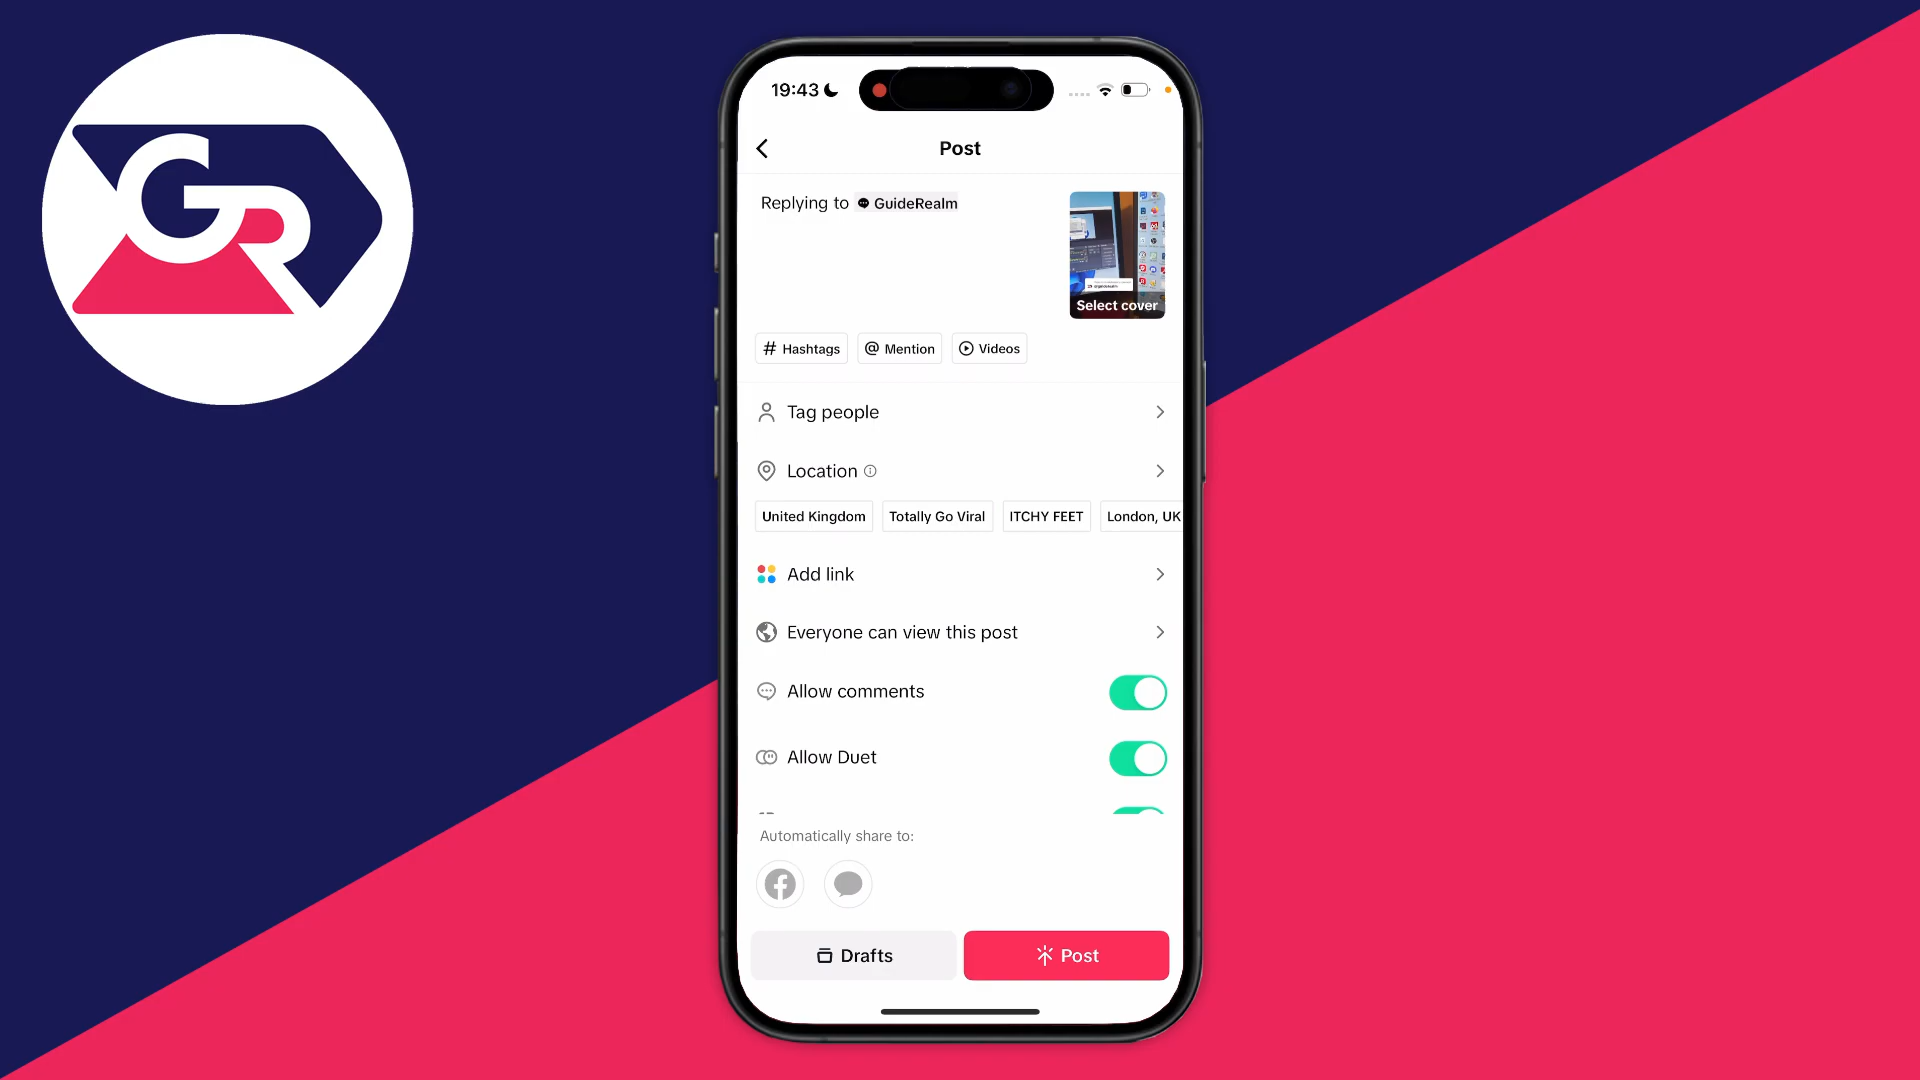 GR
19:43
Post
Replying to GuideRealm
Select cover
# Hashtags
@ Mention
Videos
Tag people
Location
United Kingdom
Totally Go Viral
ITCHY FEET
London, UK
Add link
Everyone can view this post
Allow comments
Allow Duet
Automatically share to:
Drafts
Post